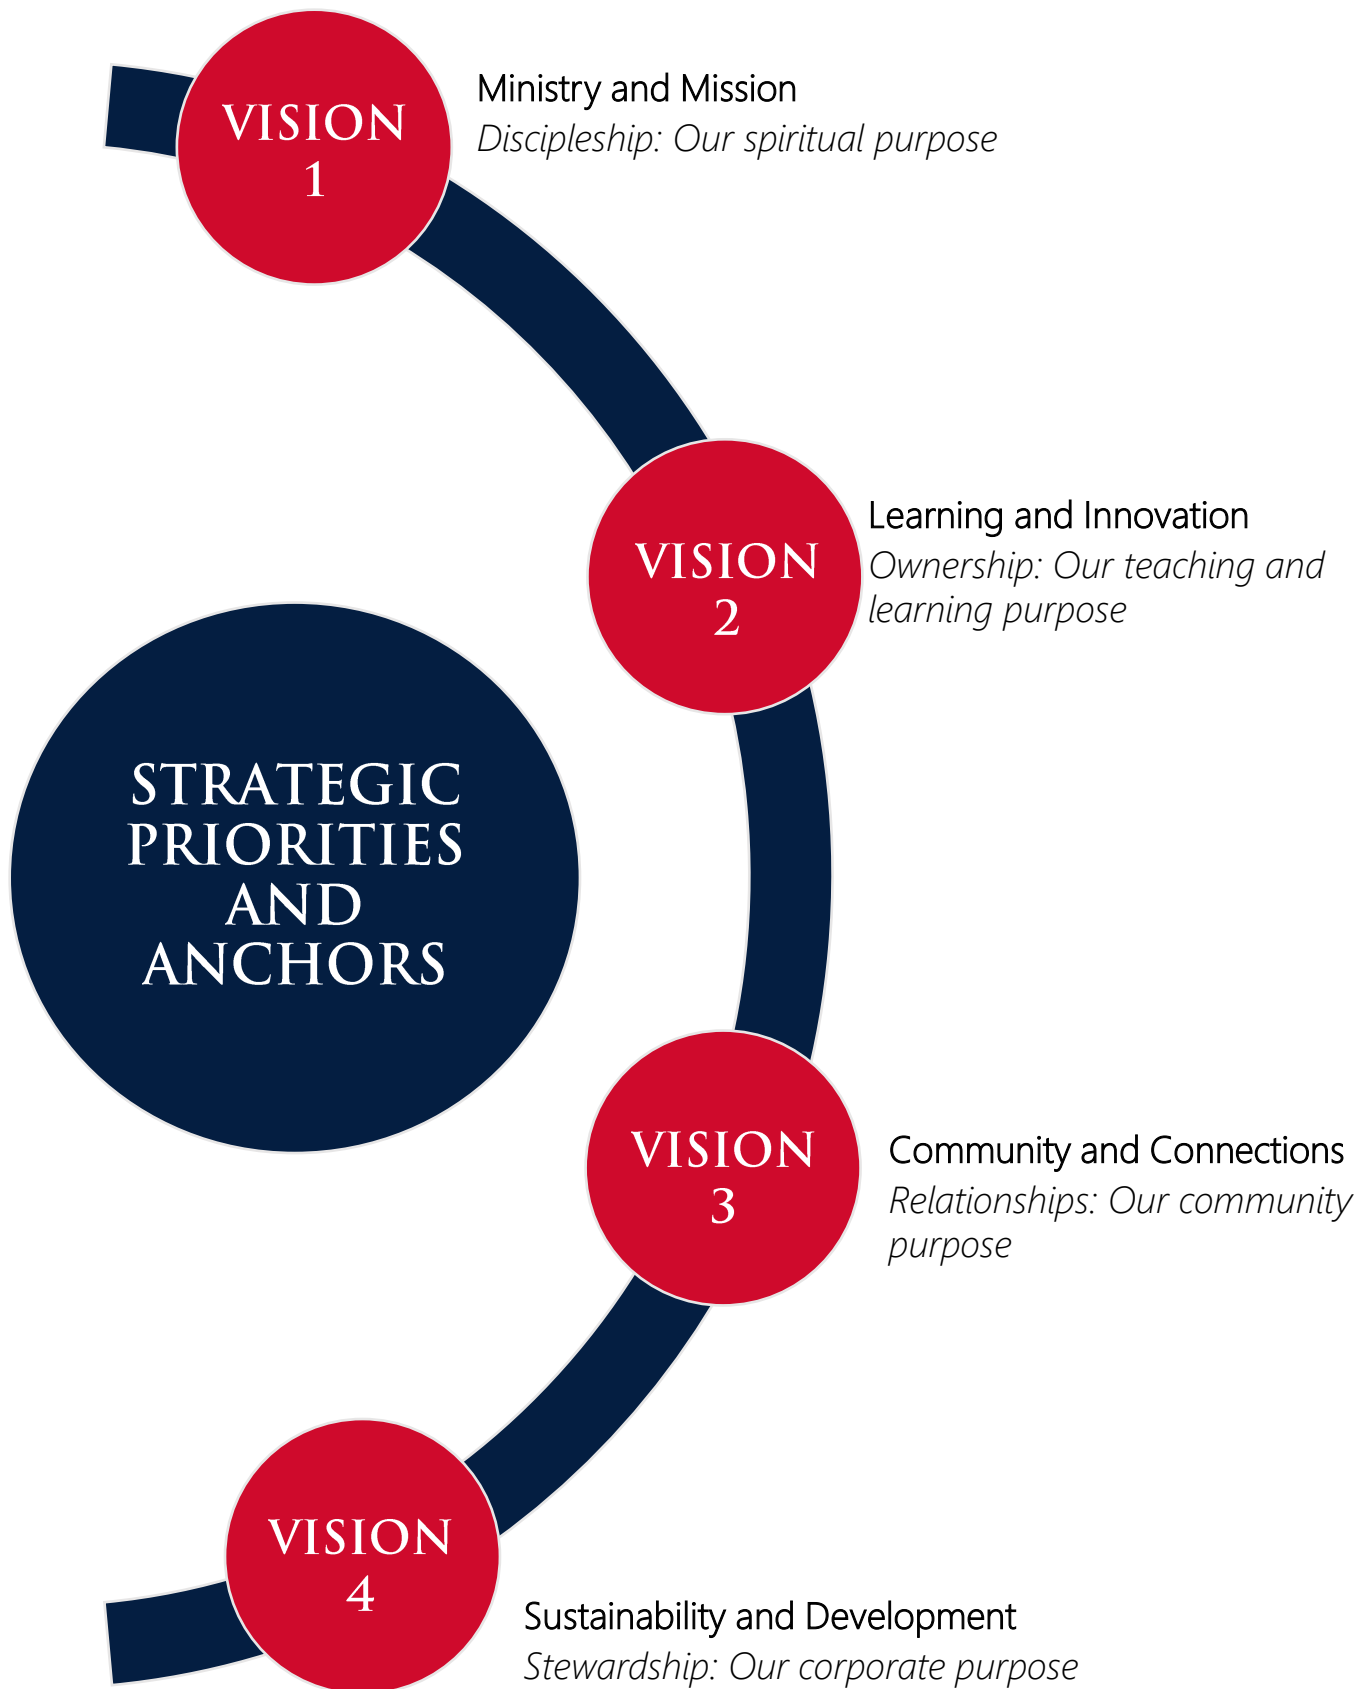 VISION
1
Ministry and Mission
Discipleship: Our spiritual purpose
VISION
2
Learning and Innovation
Ownership: Our teaching and
learning purpose
STRATEGIC
PRIORITIES
AND
ANCHORS
VISION
3
Community and Connections
Relationships: Our community
purpose
VISION
4
Sustainability and Development
Stewardship: Our corporate purpose